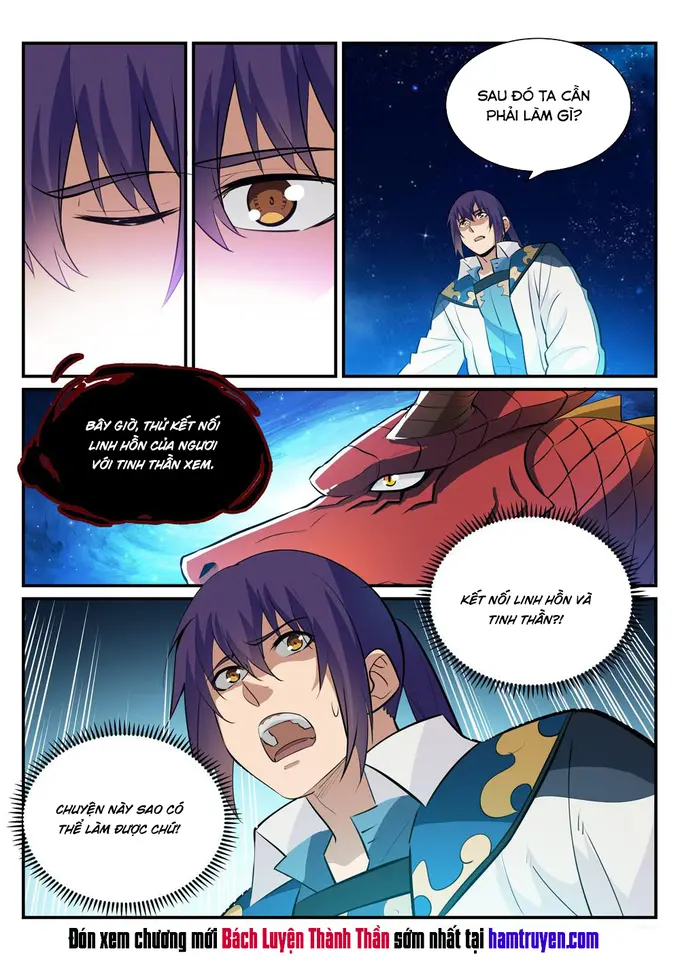 SAU ĐÓ TA CẦN
PHẢI LÀM GÌ?
BÂY GIỜ, THỬ KẾT NỐI
LINH HỒN CỦA NGƯƠI
VỚI TINH THẦN XEM.
KẾT NỐI LINH HỒN VÀ
TINH THẦN?!
CHUYỆN NÀY SAO CÓ
THỂ LÀM ĐƯỢC CHỨ!
Đón xem chương mới Bách Luyện Thành Thần sớm nhất tại hamtruyen.com